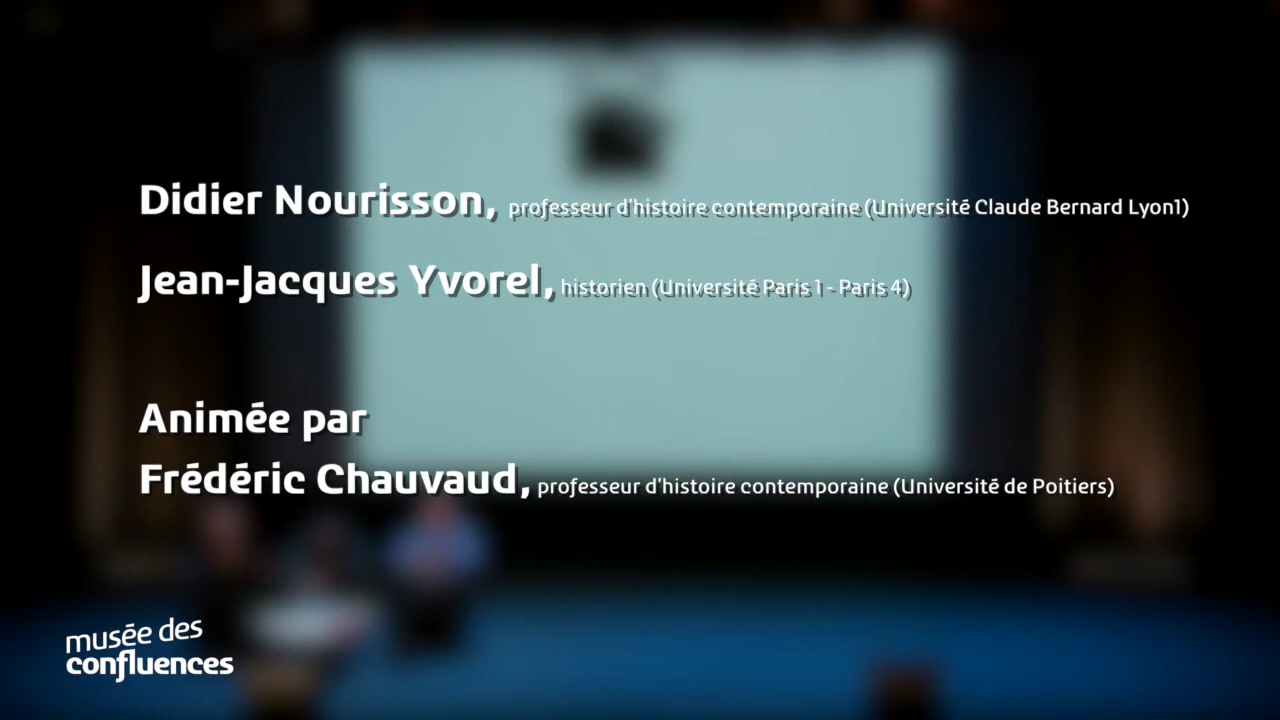 Didier Nourisson, professeur d'histoire contemporaine (Université Claude Bernard Lyon1)
Jean-Jacques Yvorel, historien (Université Paris 1 - Paris 4)
Animée par
Frédéric Chauvaud, professeur d'histoire contemporaine (Université de Poitiers)
musée des
confluences